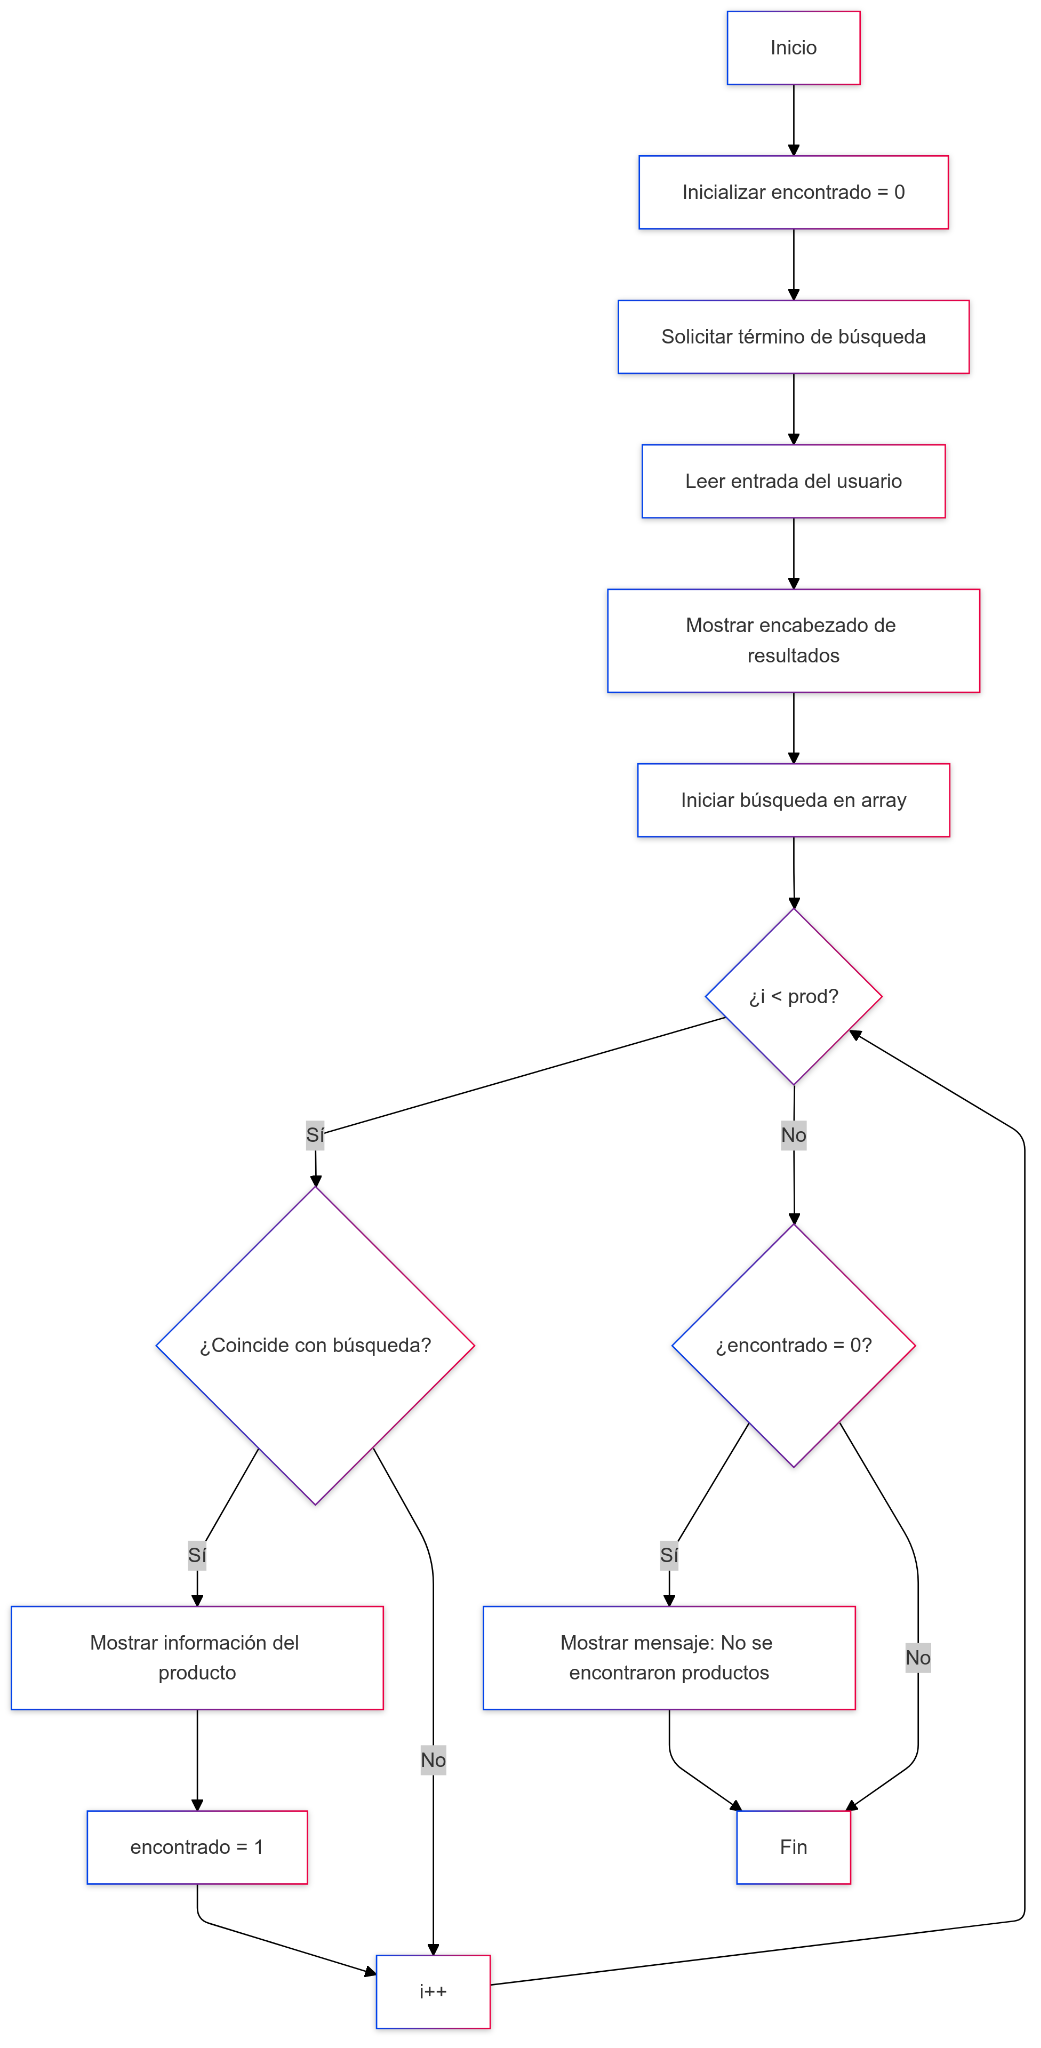 Inicio
Inicializar encontrado = 0
Solicitar término de búsqueda
Leer entrada del usuario
Mostrar encabezado de
resultados
Iniciar búsqueda en array
¿i < prod?
Sí
No
¿Coincide con búsqueda?
¿encontrado = 0?
Sí
Sí
Mostrar información del
producto
Mostrar mensaje: No se
encontraron productos
No
No
encontrado = 1
Fin
i++